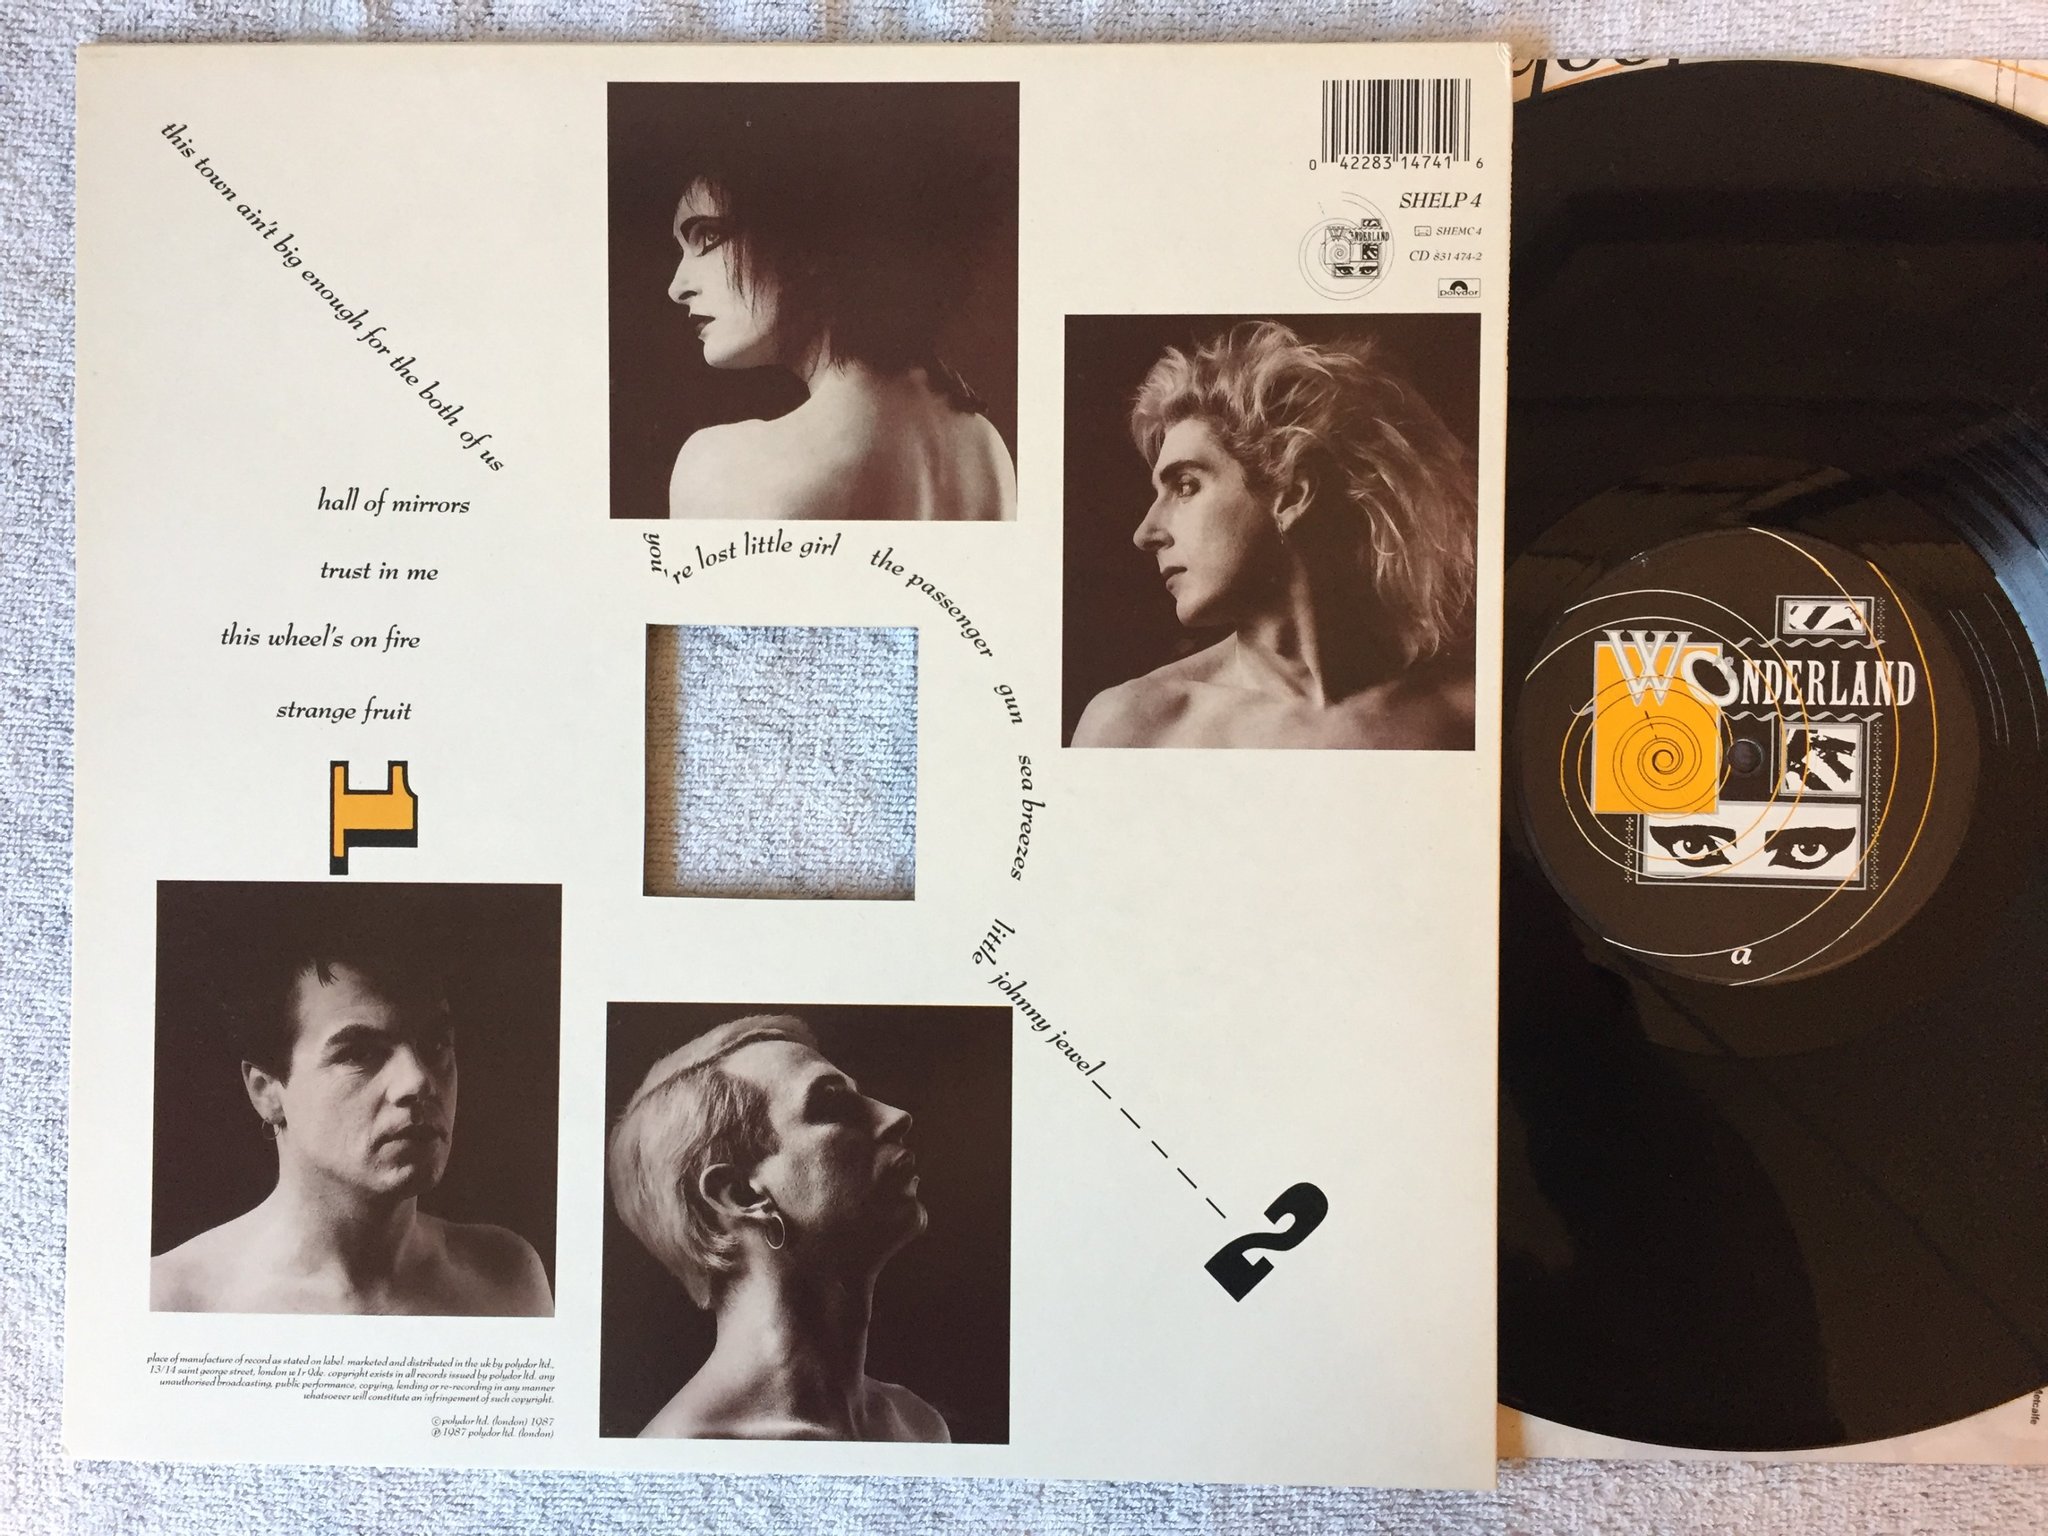 this town ain't big enough for the both of us
hall of mirrors
trust in me
this wheel's on fire
strange fruit
1
you're lost little girl
the passenger
gun
sea breezes
little johnny jewel
2
0 42283 14741 6
SHELP 4
SHEMC 4
CD 831 474-2
WONDERLAND
polydor
place of manufacture of record as stated on label. marketed and distributed in the uk by polydor ltd.,
13/14 saint george street, london w1r 9de. copyright exists in all records issued by polydor ltd. any
unauthorised broadcasting, public performance, copying, lending or re-recording in any manner
whatsoever will constitute an infringement of such copyright.
© polydor ltd. (london) 1987
℗ 1987 polydor ltd. (london)
WONDERLAND
a
Metcalfe